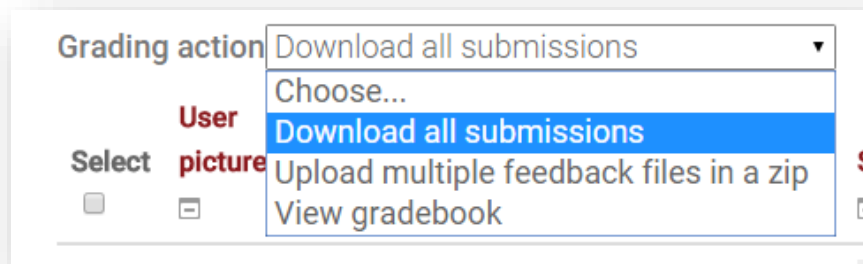 Grading action Download all submissions
Choose...
User
Download all submissions
Select picture
Upload multiple feedback files in a zip
View gradebook